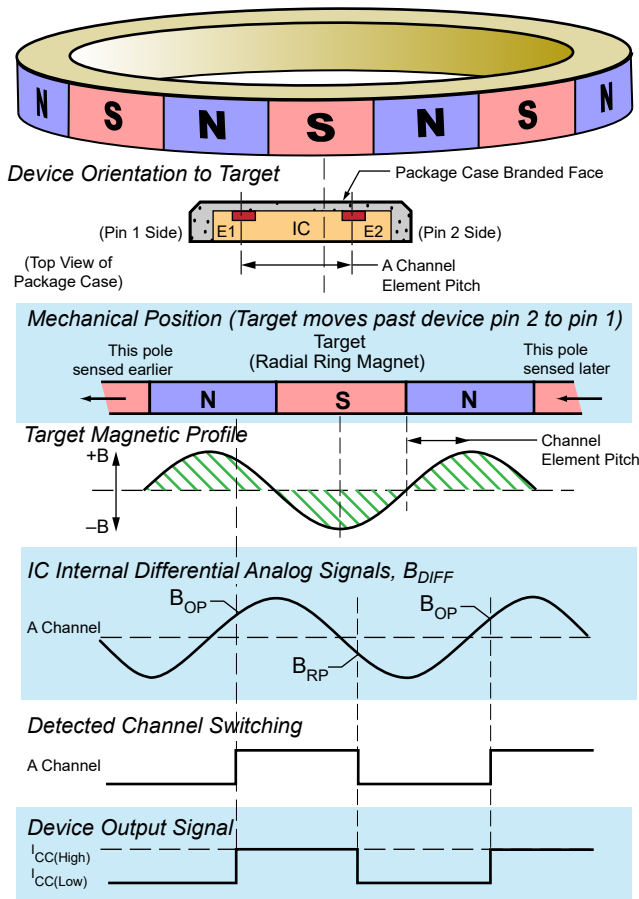 N S N S N S N
Device Orientation to Target
Package Case Branded Face
(Pin 1 Side) E1 IC E2 (Pin 2 Side)
(Top View of
Package Case)
A Channel
Element Pitch
Mechanical Position (Target moves past device pin 2 to pin 1)
This pole
sensed earlier
Target
(Radial Ring Magnet)
This pole
sensed later
N S N
Target Magnetic Profile
+B
–B
Channel
Element Pitch
IC Internal Differential Analog Signals, BDIFF
BOP
BOP
A Channel
BRP
Detected Channel Switching
A Channel
Device Output Signal
ICC(High)
ICC(Low)